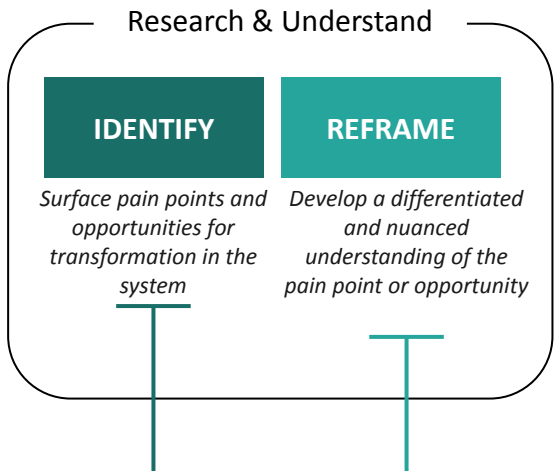 Research & Understand
IDENTIFY
Surface pain points and
opportunities for
transformation in the
system
REFRAME
Develop a differentiated
and nuanced
understanding of the
pain point or opportunity